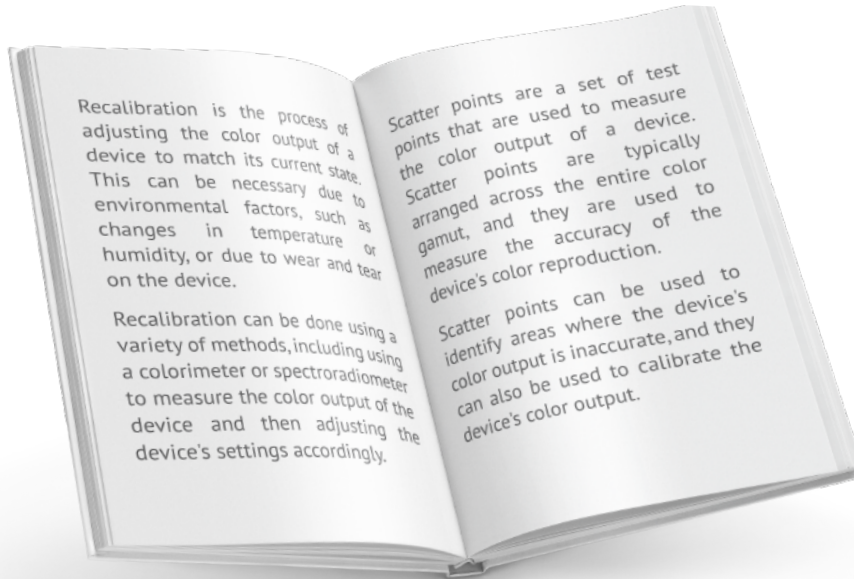 Recalibration is the process of
adjusting the color output of a
device to match its current state.
This can be necessary due to
environmental factors, such as
changes in temperature or
humidity, or due to wear and tear
on the device.
Recalibration can be done using a
variety of methods, including using
a colorimeter or spectroradiometer
to measure the color output of the
device and then adjusting the
device's settings accordingly.
Scatter points are a set of test
points that are used to measure
the color output of a device.
Scatter points are typically
arranged across the entire color
gamut, and they are used to
measure the accuracy of the
device's color reproduction.
Scatter points can be used to
identify areas where the device's
color output is inaccurate, and they
can also be used to calibrate the
device's color output.